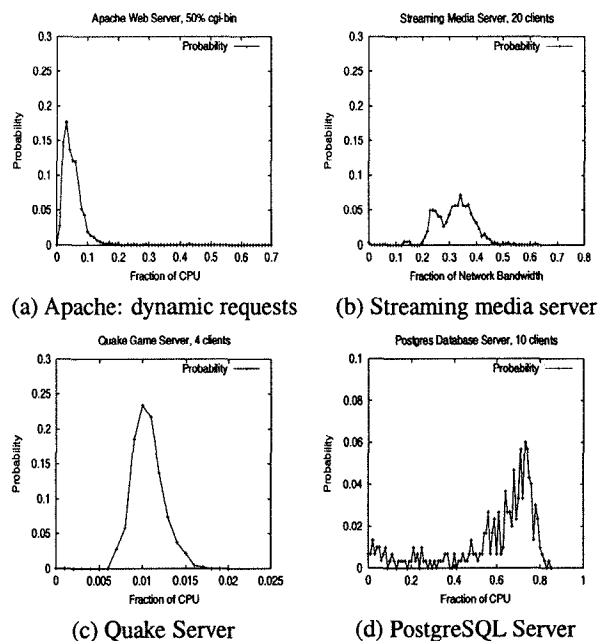 Apache Web Server, 50% cgi-bin
Probability
0.3
0.25
0.2
0.15
0.1
0.05
0
Probability
0 0.1 0.2 0.3 0.4 0.5 0.6 0.7
Fraction of CPU
(a) Apache: dynamic requests
Streaming Media Server, 20 clients
Probability
0.3
0.25
0.2
0.15
0.1
0.05
0
Probability
0 0.1 0.2 0.3 0.4 0.5 0.6 0.7 0.8
Fraction of Network Bandwidth
(b) Streaming media server
Quake Game Server, 4 clients
Probability
0.3
0.25
0.2
0.15
0.1
0.05
0
Probability
0 0.005 0.01 0.015 0.02 0.025
Fraction of CPU
(c) Quake Server
Postgres Database Server, 10 clients
Probability
0.1
0.08
0.06
0.04
0.02
0
Probability
0 0.2 0.4 0.6 0.8 1
Fraction of CPU
(d) PostgreSQL Server